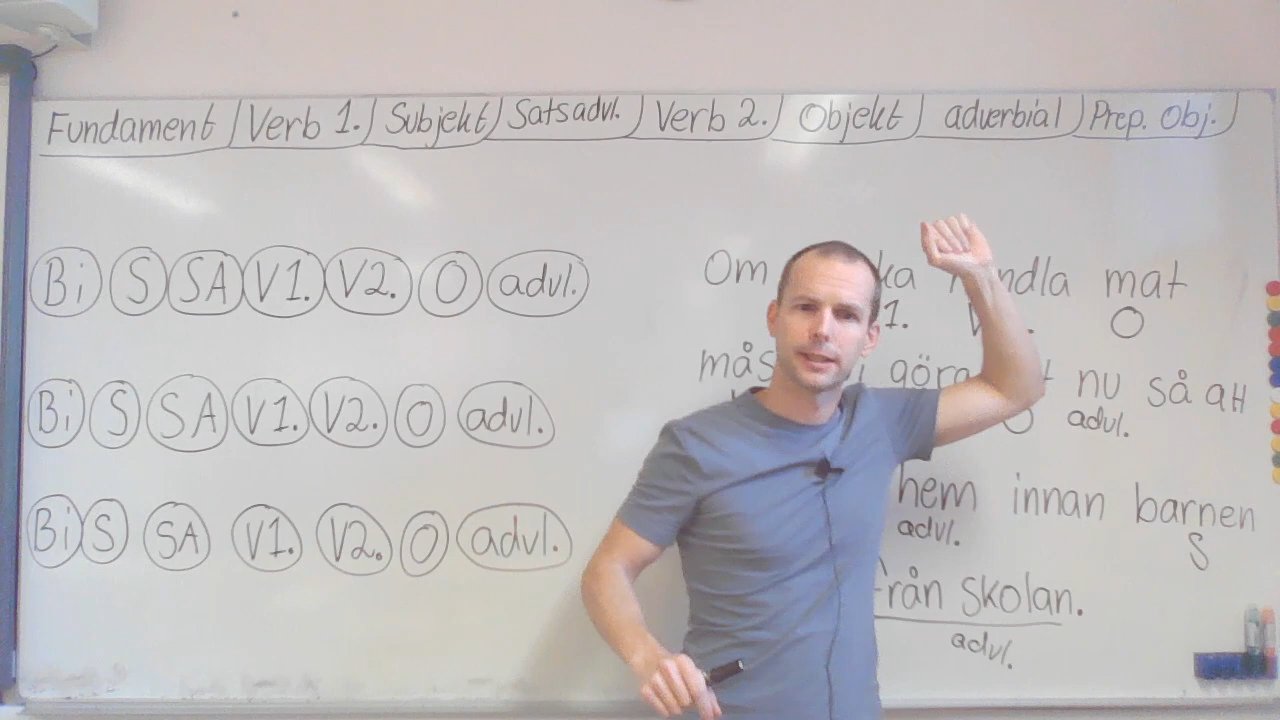 Fundament Verb 1. Subjekt Satsadvl. Verb 2. Objekt adverbial Prep. Obj.
Bi S SA V1. V2. O advl.
Bi S SA V1. V2. O advl.
Bi S SA V1. V2. O advl.
Om mat
1. O
nu så att
advl.
hem innan barnen
advl. S
från skolan.
advl.